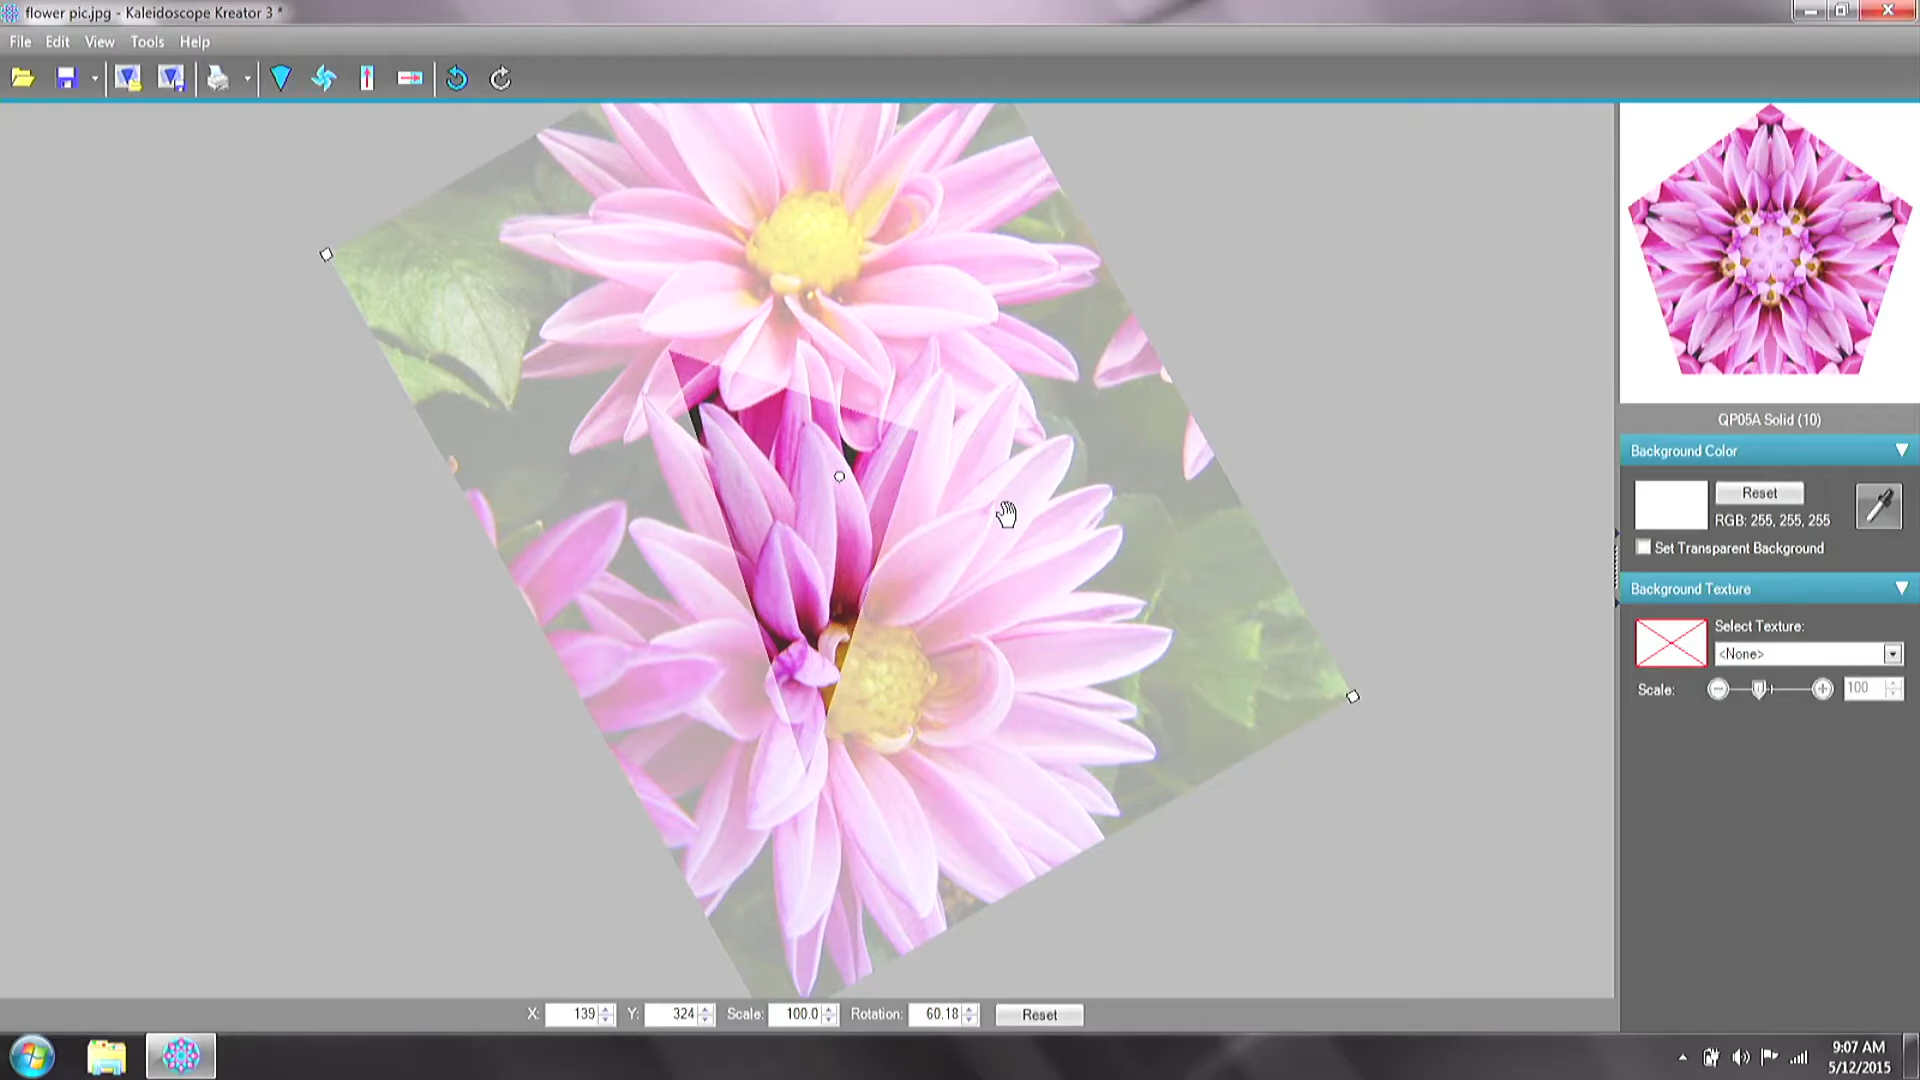 flower pic.jpg - Kaleidoscope Kreator 3 *
File Edit View Tools Help
QP05A Solid (10)
Background Color
Reset
RGB: 255, 255, 255
Set Transparent Background
Background Texture
Select Texture:
<None>
Scale: 100
X: 139 Y: 324 Scale: 100.0 Rotation: 60.18 Reset
9:07 AM
5/12/2015